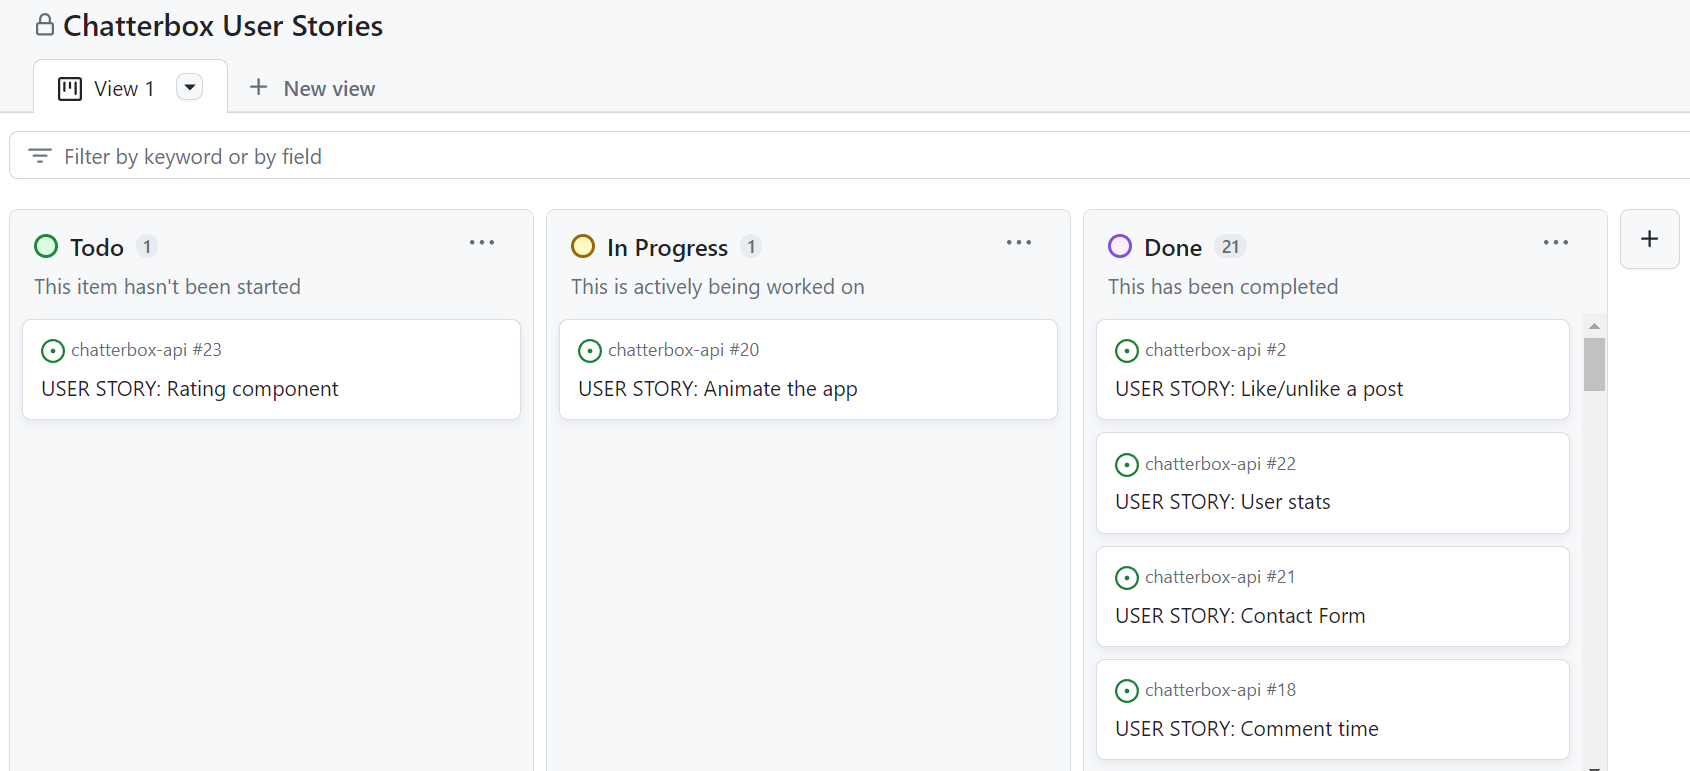 Chatterbox User Stories
View 1
New view
Filter by keyword or by field
Todo 1
This item hasn't been started
chatterbox-api #23
USER STORY: Rating component
In Progress 1
This is actively being worked on
chatterbox-api #20
USER STORY: Animate the app
Done 21
This has been completed
chatterbox-api #2
USER STORY: Like/unlike a post
chatterbox-api #22
USER STORY: User stats
chatterbox-api #21
USER STORY: Contact Form
chatterbox-api #18
USER STORY: Comment time